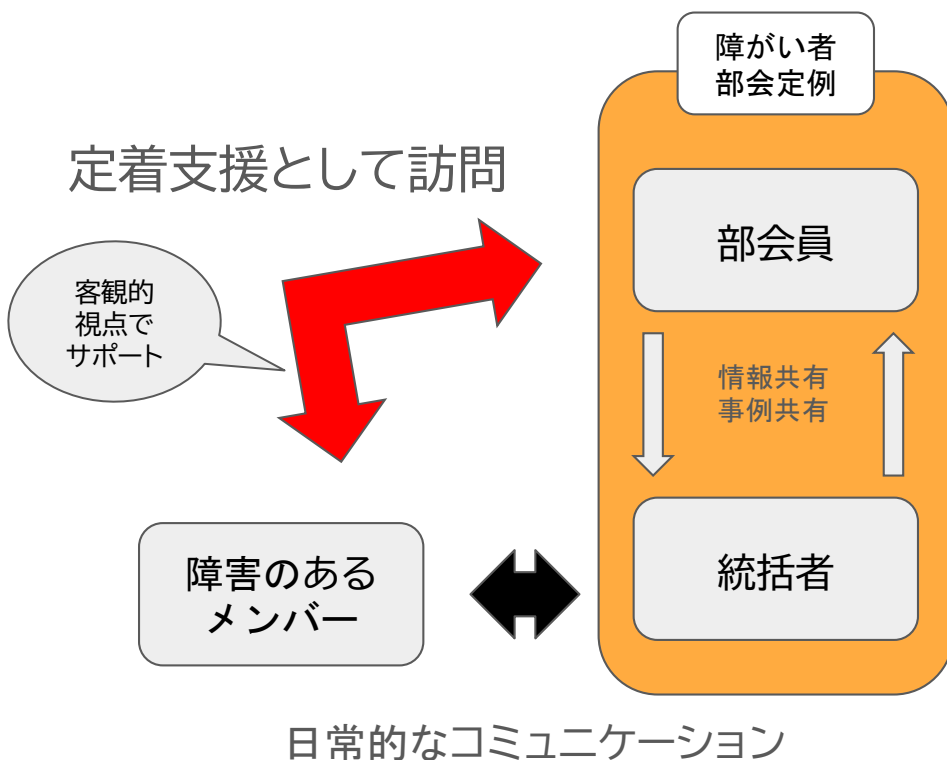 障がい者
部会定例
定着支援として訪問
部会員
客観的
視点で
サポート
情報共有
事例共有
障害のある
メンバー
統括者
日常的なコミュニケーション